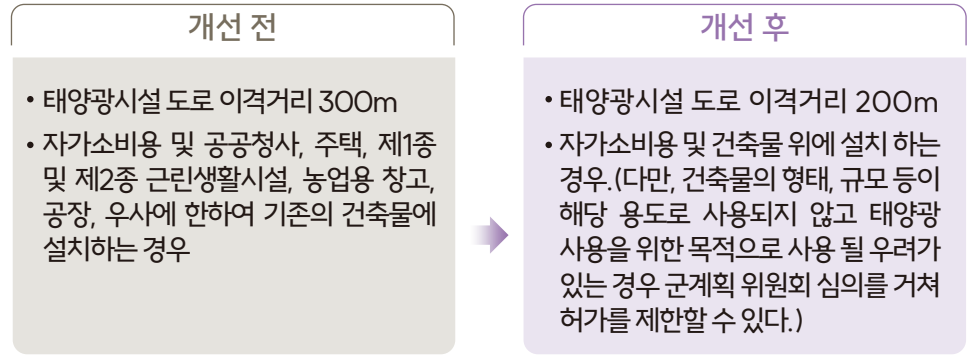 개선 전
• 태양광시설 도로 이격거리 300m
• 자가소비용 및 공공청사, 주택, 제1종
및 제2종 근린생활시설, 농업용 창고,
공장, 우사에 한하여 기존의 건축물에
설치하는 경우
개선 후
• 태양광시설 도로 이격거리 200m
• 자가소비용 및 건축물 위에 설치 하는
경우.(다만, 건축물의 형태, 규모 등이
해당 용도로 사용되지 않고 태양광
사용을 위한 목적으로 사용 될 우려가
있는 경우 군계획 위원회 심의를 거쳐
허가를 제한할 수 있다.)